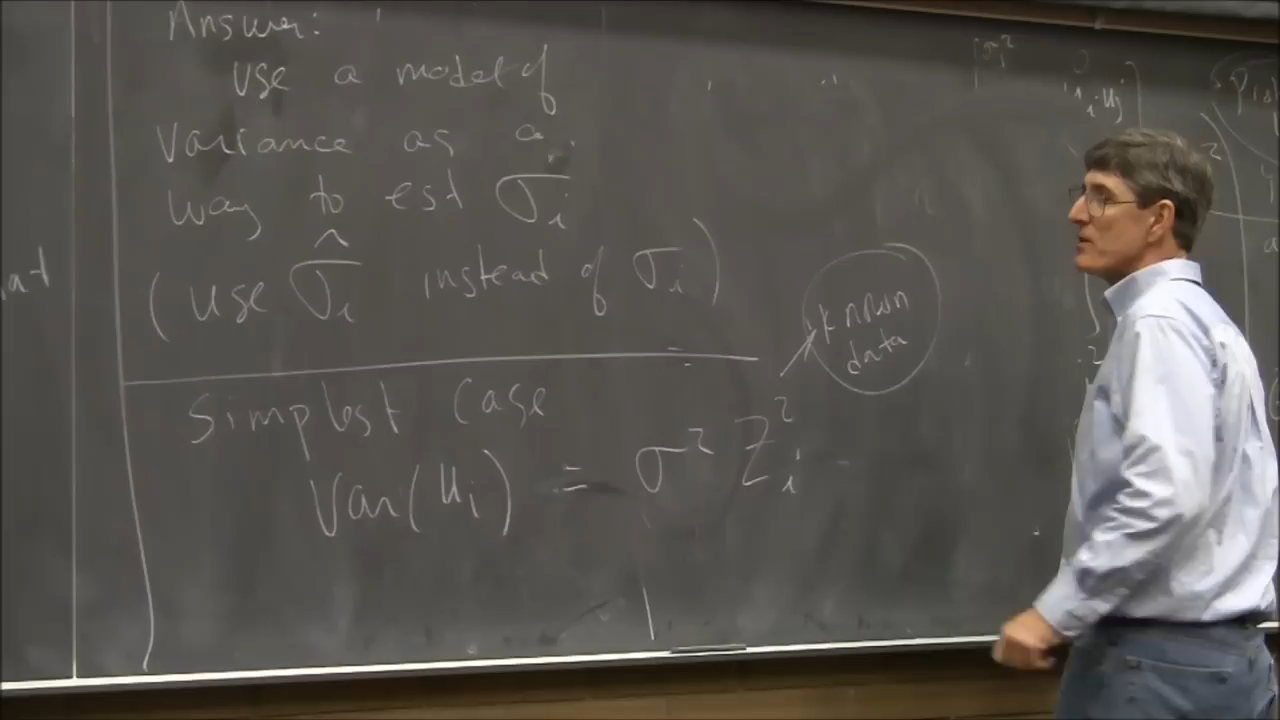 Answer:
use a model of
variance as a
way to est σᵢ
(use σ̂ᵢ instead of σᵢ)
known
data
Simplest Case
Var(uᵢ) = σ² Zᵢ²